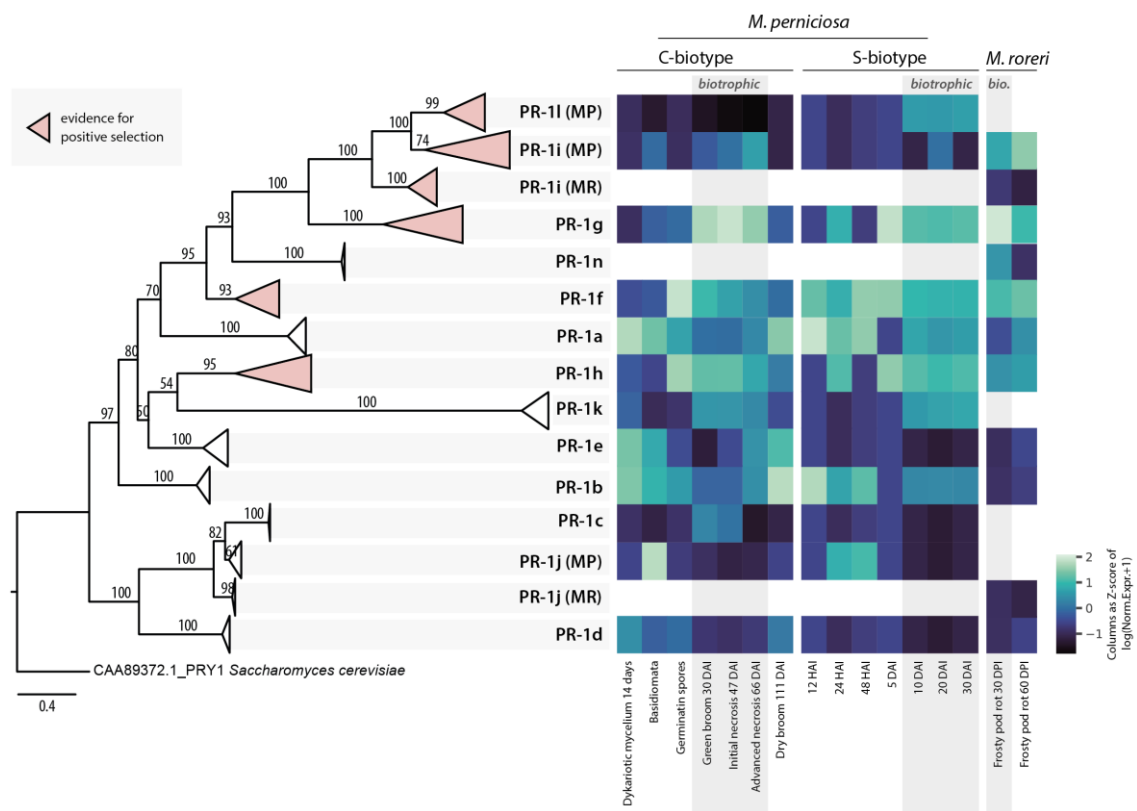 M. perniciosa
C-biotype
S-biotype
M. roreri
biotrophic
biotrophic
bio.
evidence for
positive selection
99
PR-1l (MP)
100
74
PR-1i (MP)
100
PR-1i (MR)
100
100
PR-1g
93
100
PR-1n
95
93
PR-1f
70
100
PR-1a
80
95
PR-1h
54
100
PR-1k
97
50
100
PR-1e
100
PR-1b
100
PR-1c
82
61
PR-1j (MP)
100
98
PR-1j (MR)
100
100
PR-1d
CAA89372.1_PRY1 Saccharomyces cerevisiae
0.4
Dykariotic mycelium 14 days
Basidiomata
Germinatin spores
Green broom 30 DAI
Initial necrosis 47 DAI
Advanced necrosis 66 DAI
Dry broom 111 DAI
12 HAI
24 HAI
48 HAI
5 DAI
10 DAI
20 DAI
30 DAI
Frosty pod rot 30 DPI
Frosty pod rot 60 DPI
2
1
0
−1
Columns as Z-score of
log(Norm.Expr.+1)